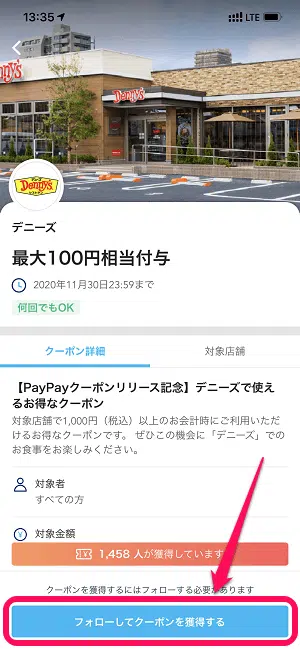 13:35
LTE
Denny's
Denny's
デニーズ
Denny's
デニーズ
最大100円相当付与
2020年11月30日23:59まで
何回でもOK
クーポン詳細
対象店舗
【PayPayクーポンリリース記念】デニーズで使え
るお得なクーポン
対象店舗で1,000円（税込）以上のお会計時にご利用いただ
けるお得なクーポンです。 ぜひこの機会に「デニーズ」での
お食事をお楽しみください。
対象者
すべての方
対象金額
1,458 人が獲得しています
クーポンを獲得するにはフォローする必要があります
フォローしてクーポンを獲得する